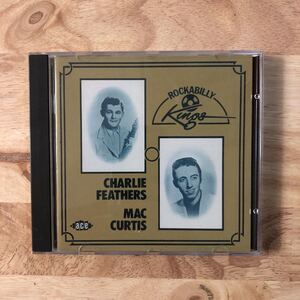 ROCKABILLY
Kings
CHARLIE
FEATHERS
MAC
CURTIS
ace